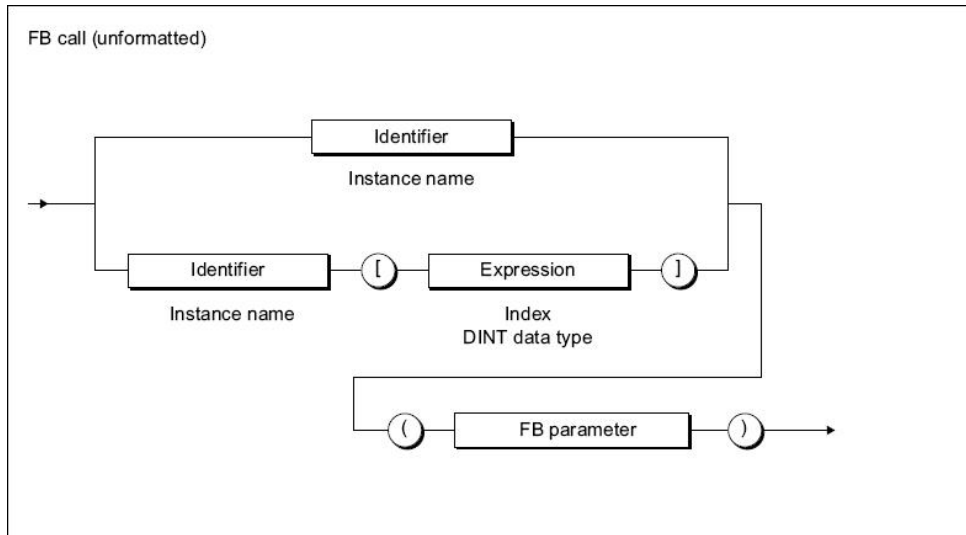 FB call (unformatted)
Identifier
Instance name
Identifier [ Expression ]
Instance name Index
DINT data type
( FB parameter )